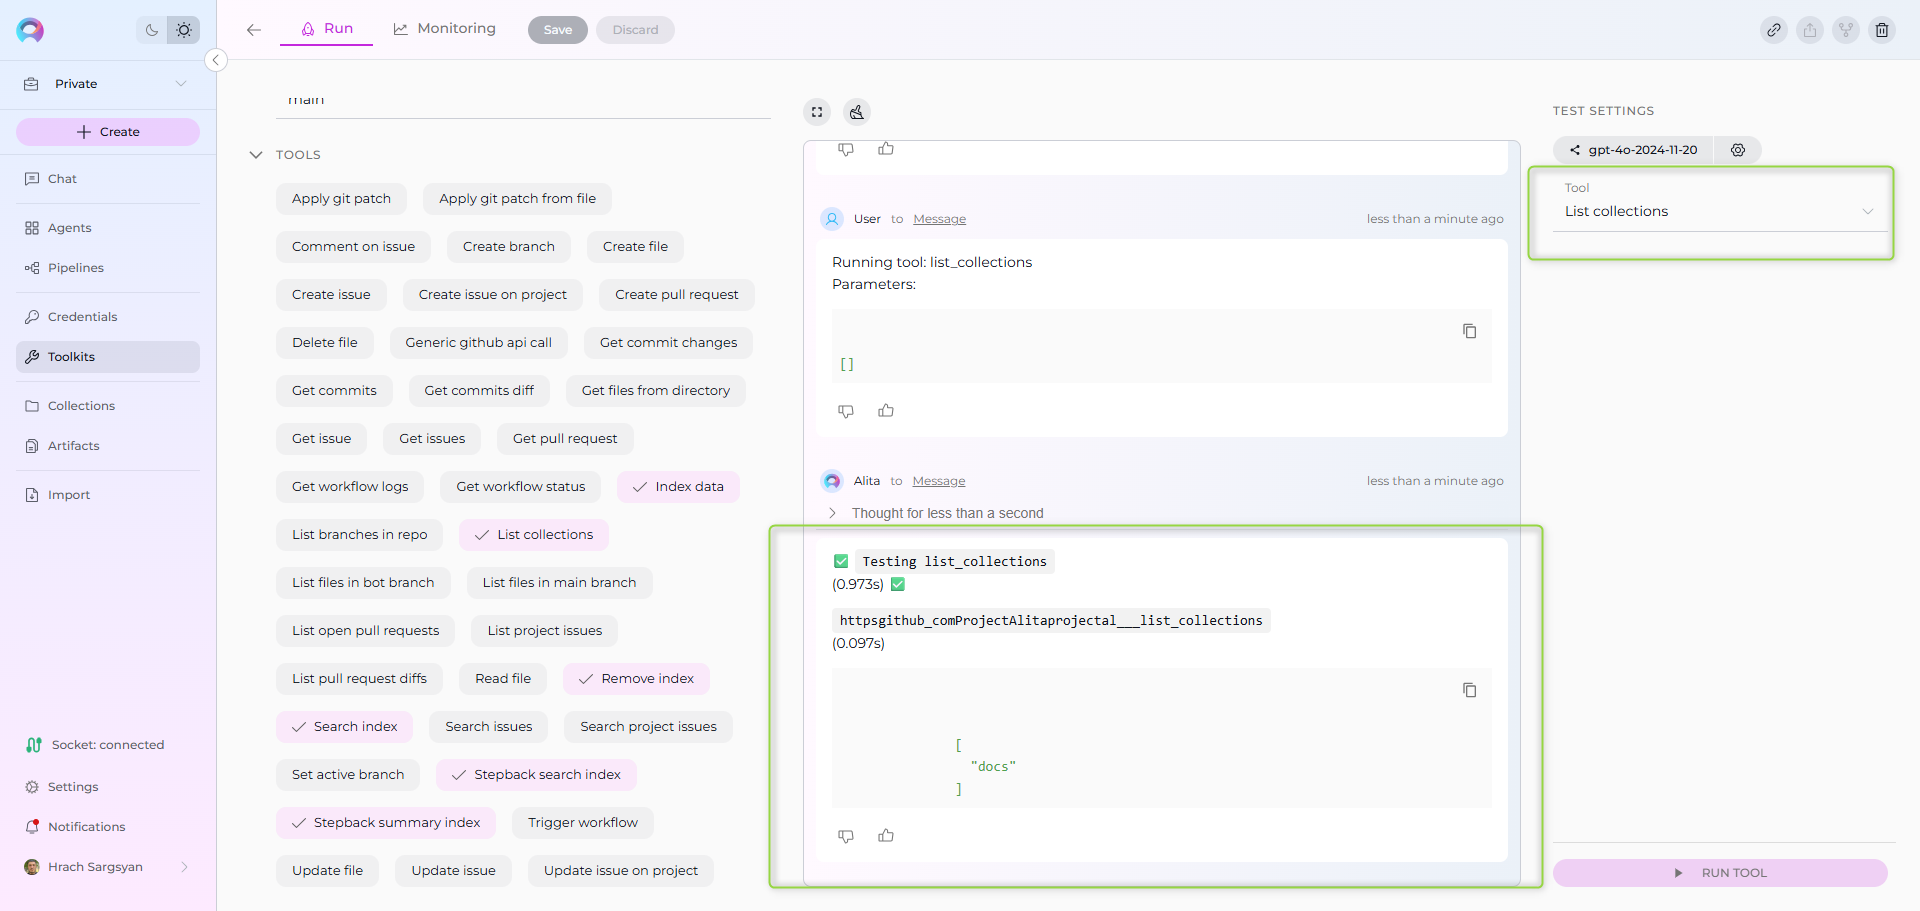 Run
Monitoring
Save
Discard
Private
Create
Chat
Agents
Pipelines
Credentials
Toolkits
Collections
Artifacts
Import
Socket: connected
Settings
Notifications
Hrach Sargsyan
main
TOOLS
Apply git patch
Apply git patch from file
Comment on issue
Create branch
Create file
Create issue
Create issue on project
Create pull request
Delete file
Generic github api call
Get commit changes
Get commits
Get commits diff
Get files from directory
Get issue
Get issues
Get pull request
Get workflow logs
Get workflow status
Index data
List branches in repo
List collections
List files in bot branch
List files in main branch
List open pull requests
List project issues
List pull request diffs
Read file
Remove index
Search index
Search issues
Search project issues
Set active branch
Stepback search index
Stepback summary index
Trigger workflow
Update file
Update issue
Update issue on project
User to Message
less than a minute ago
Running tool: list_collections
Parameters:
[]
Alita to Message
less than a minute ago
Thought for less than a second
✅ Testing list_collections
(0.973s) ✅
httpsgithub_comProjectAlitaprojectal___list_collections
(0.097s)
[
"docs"
]
TEST SETTINGS
gpt-4o-2024-11-20
Tool
List collections
RUN TOOL